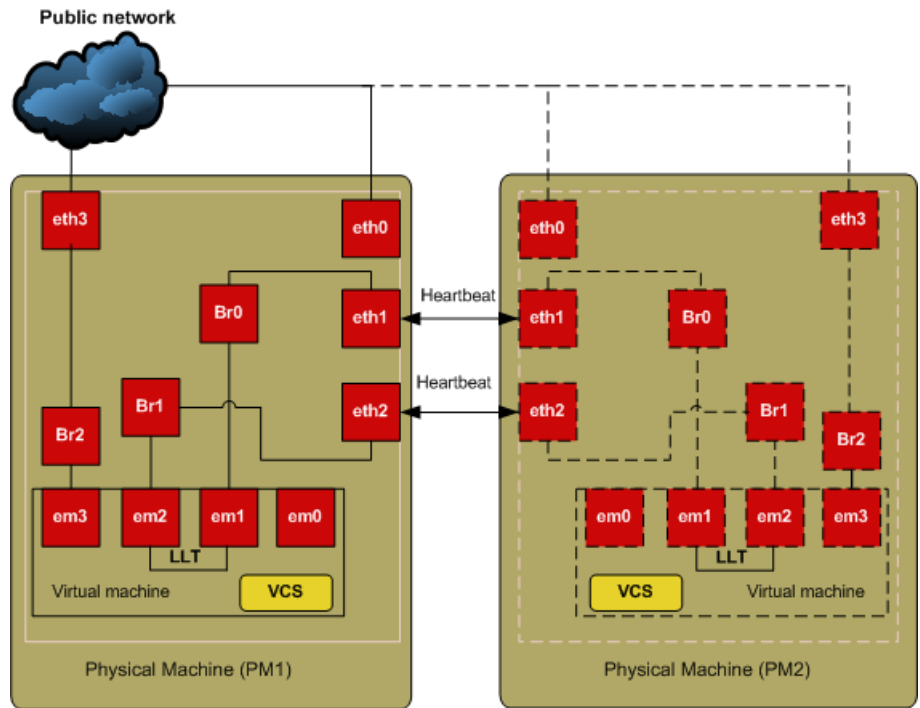 Public network
eth3
eth0
eth0
eth3
Heartbeat
Br0
eth1
eth1
Br0
Heartbeat
Br1
eth2
eth2
Br1
Br2
Br2
em3
em2
em1
em0
em0
em1
em2
em3
LLT
LLT
Virtual machine
VCS
VCS
Virtual machine
Physical Machine (PM1)
Physical Machine (PM2)